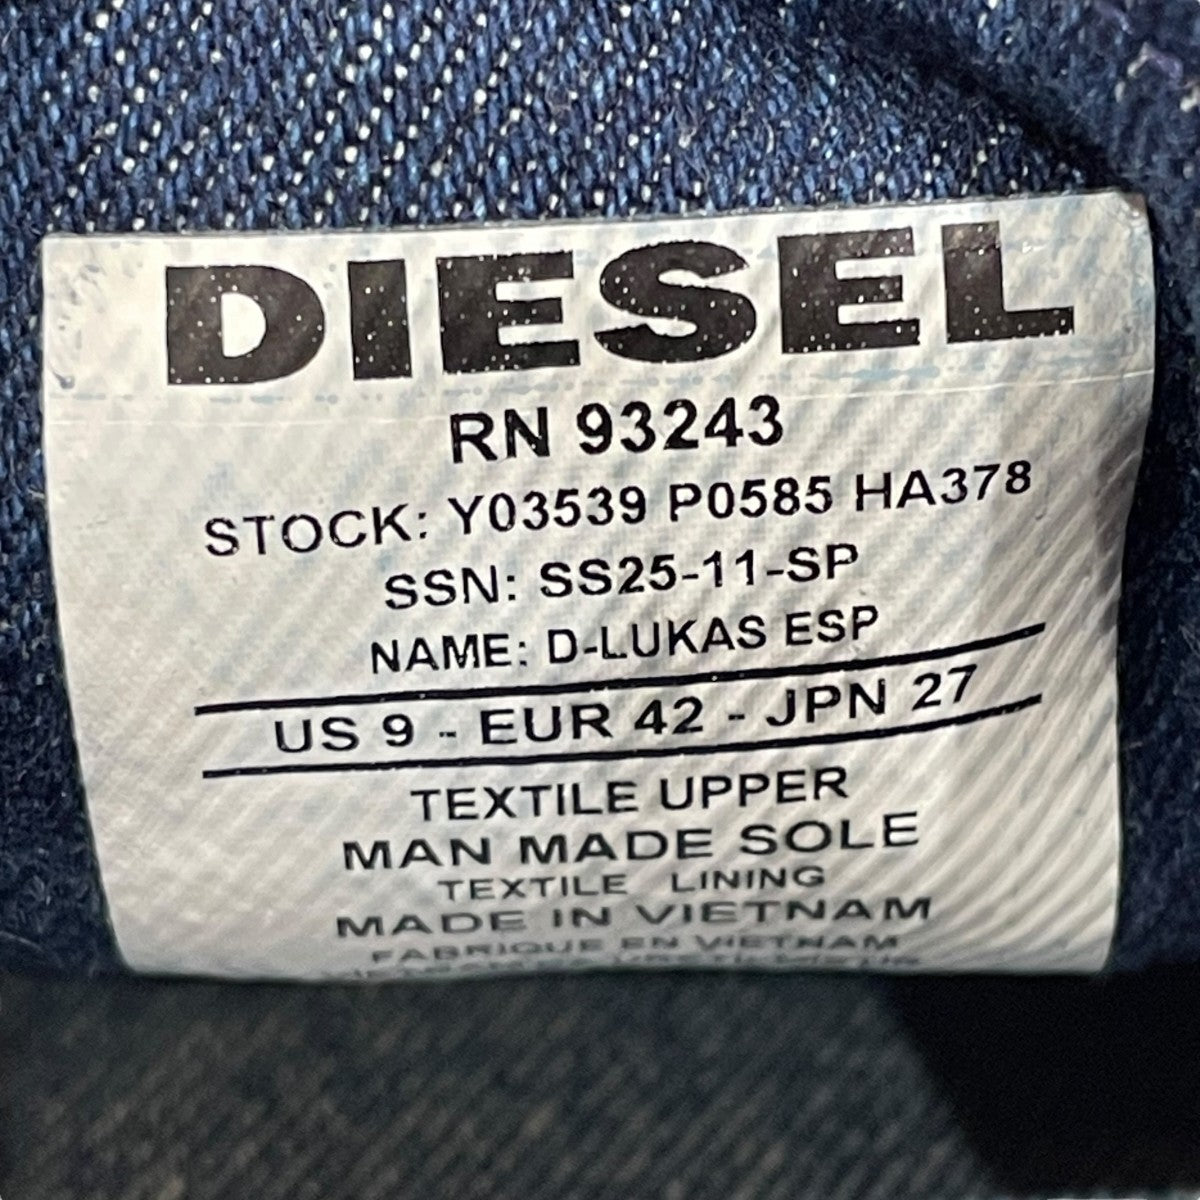 DIESEL
RN 93243
STOCK: Y03539 P0585 HA378
SSN: SS25-11-SP
NAME: D-LUKAS ESP
US 9 - EUR 42 - JPN 27
TEXTILE UPPER
MAN MADE SOLE
TEXTILE LINING
MADE IN VIETNAM
FABRIQUE EN VIETNAM